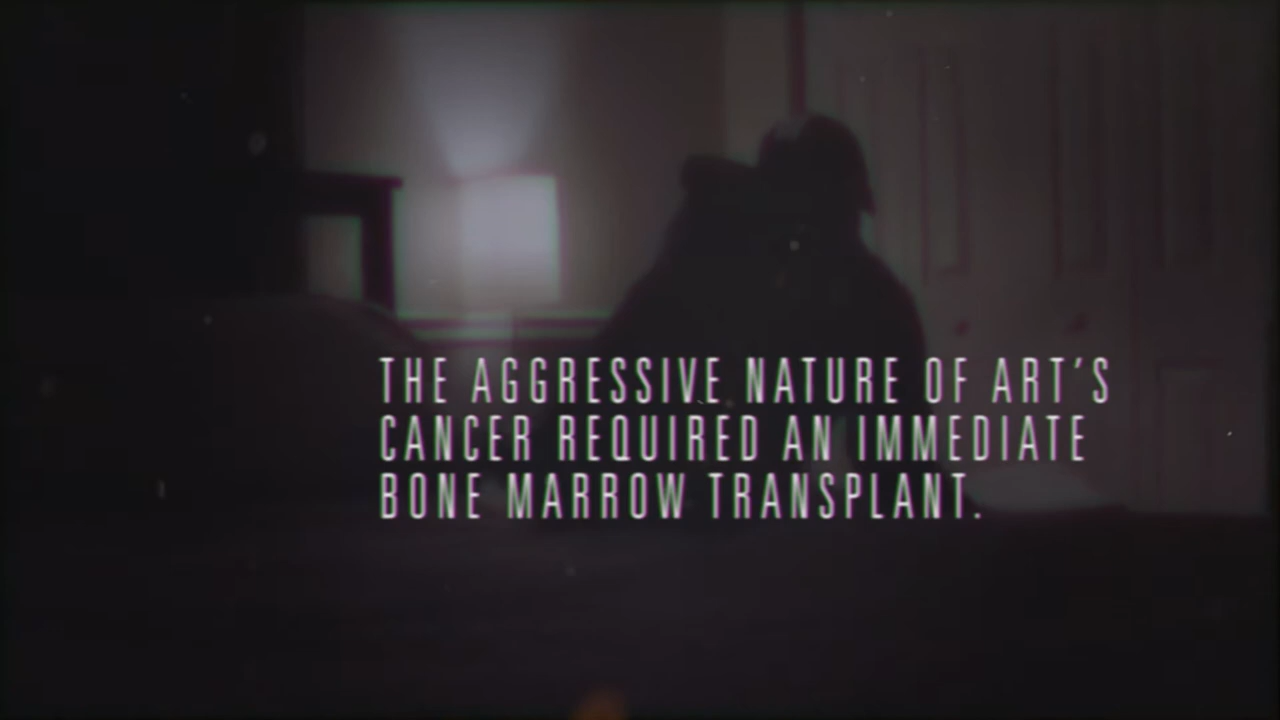 THE AGGRESSIVE NATURE OF ART'S
CANCER REQUIRED AN IMMEDIATE
BONE MARROW TRANSPLANT.